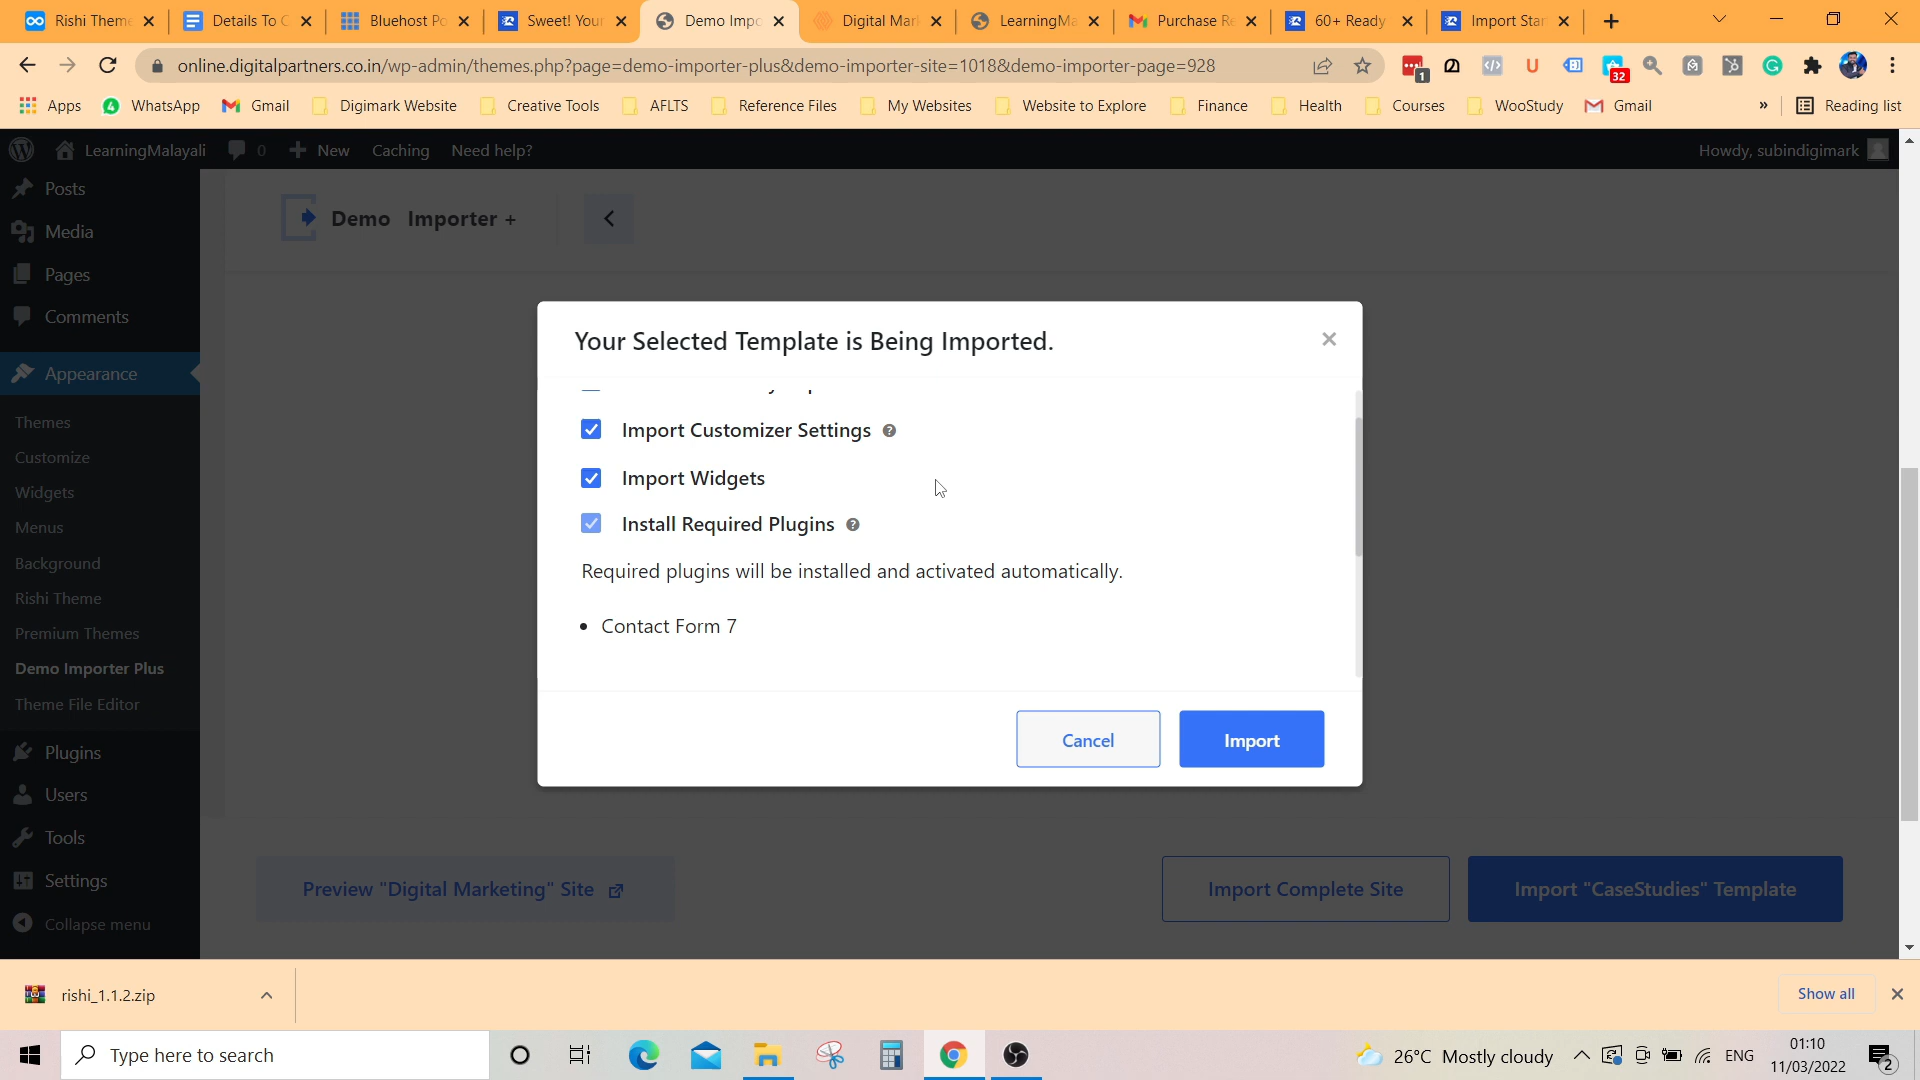 Rishi Theme
Details To C
Bluehost Po
Sweet! Your
Demo Impo
Digital Mark
LearningMa
Purchase Re
60+ Ready
Import Star
online.digitalpartners.co.in/wp-admin/themes.php?page=demo-importer-plus&demo-importer-site=1018&demo-importer-page=928
1
32
Apps
WhatsApp
Gmail
Digimark Website
Creative Tools
AFLTS
Reference Files
My Websites
Website to Explore
Finance
Health
Courses
WooStudy
Gmail
»
Reading list
LearningMalayali
0
New
Caching
Need help?
Howdy, subindigimark
Posts
Media
Pages
Comments
Appearance
Themes
Customize
Widgets
Menus
Background
Rishi Theme
Premium Themes
Demo Importer Plus
Theme File Editor
Plugins
Users
Tools
Settings
Collapse menu
Demo Importer +
Your Selected Template is Being Imported.
Import Customizer Settings
Import Widgets
Install Required Plugins
Required plugins will be installed and activated automatically.
• Contact Form 7
Cancel
Import
Preview "Digital Marketing" Site
Import Complete Site
Import "CaseStudies" Template
rishi_1.1.2.zip
Show all
Type here to search
26°C Mostly cloudy
ENG
01:10
11/03/2022
2